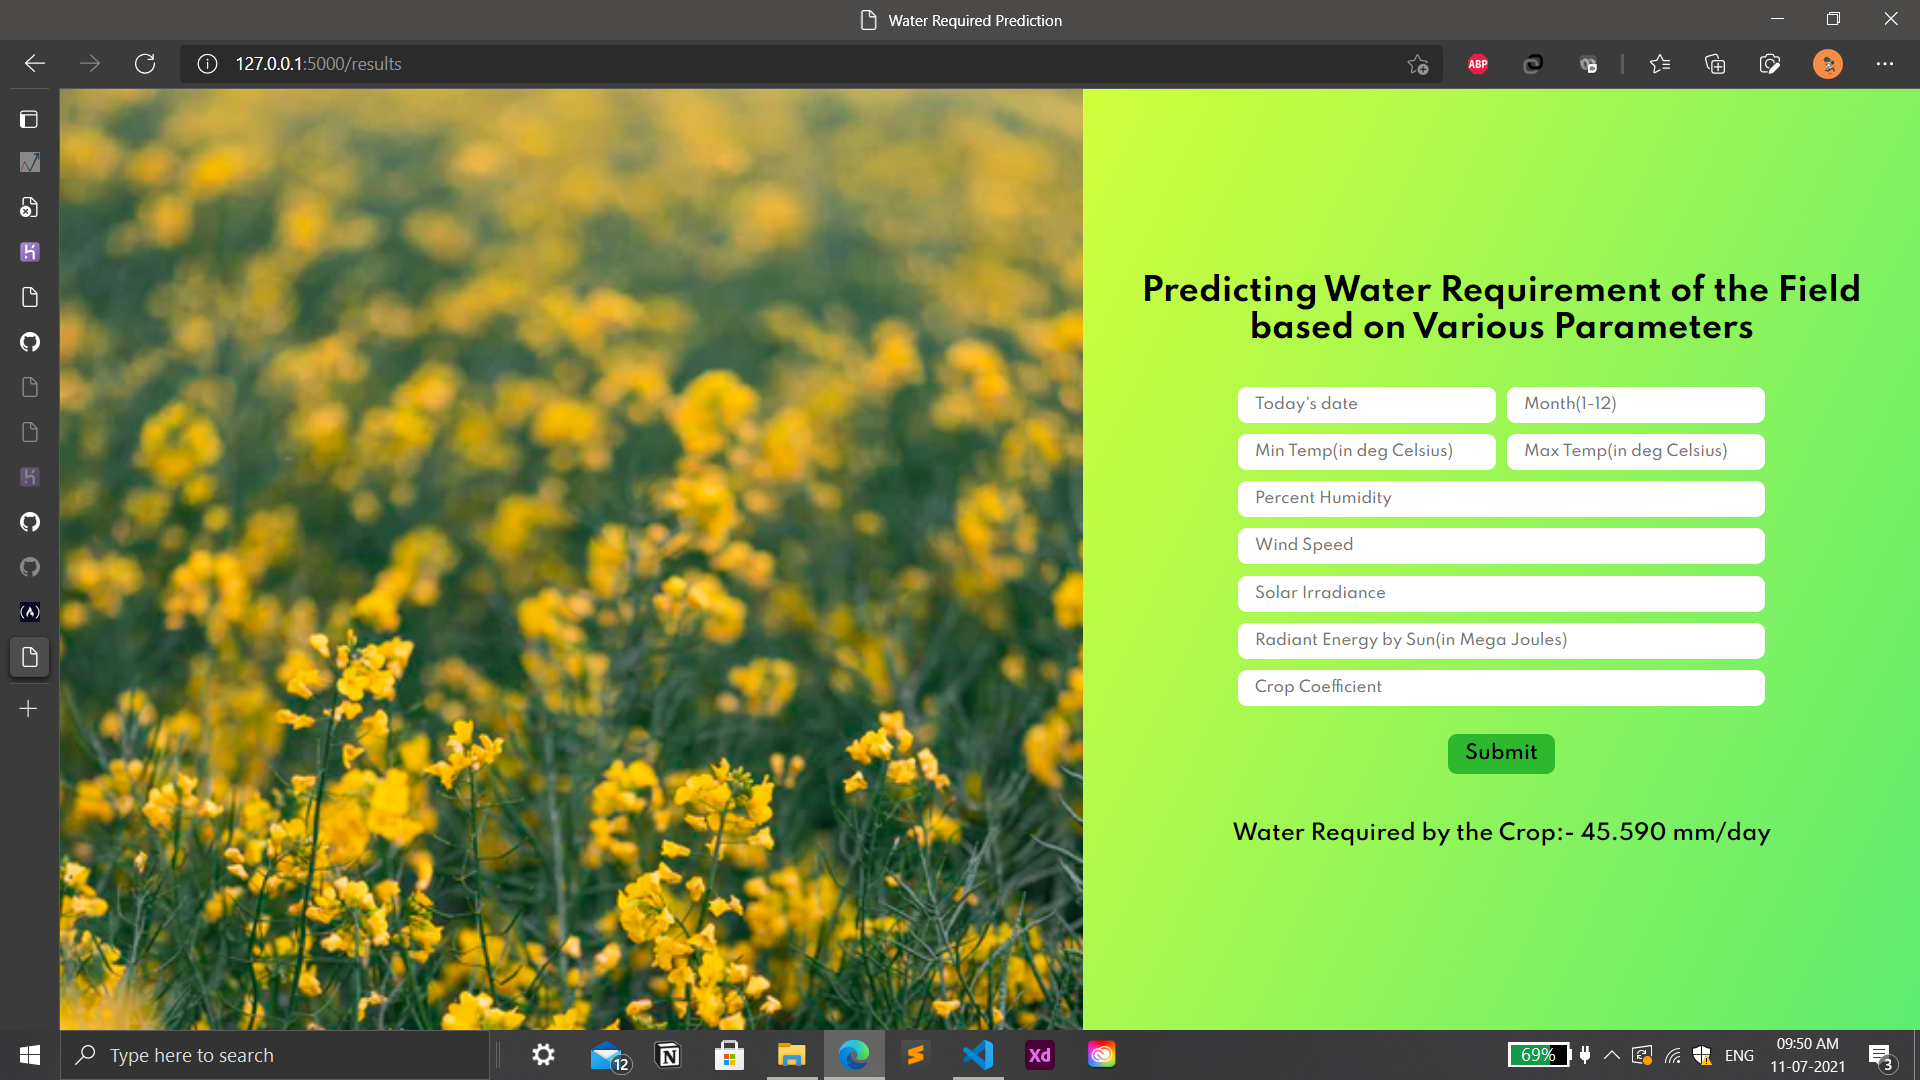 Water Required Prediction
127.0.0.1:5000/results
ABP
Predicting Water Requirement of the Field
based on Various Parameters
Today's date
Month(1-12)
Min Temp(in deg Celsius)
Max Temp(in deg Celsius)
Percent Humidity
Wind Speed
Solar Irradiance
Radiant Energy by Sun(in Mega Joules)
Crop Coefficient
Submit
Water Required by the Crop:- 45.590 mm/day
Type here to search
12
Xd
69%
ENG
09:50 AM
11-07-2021
3